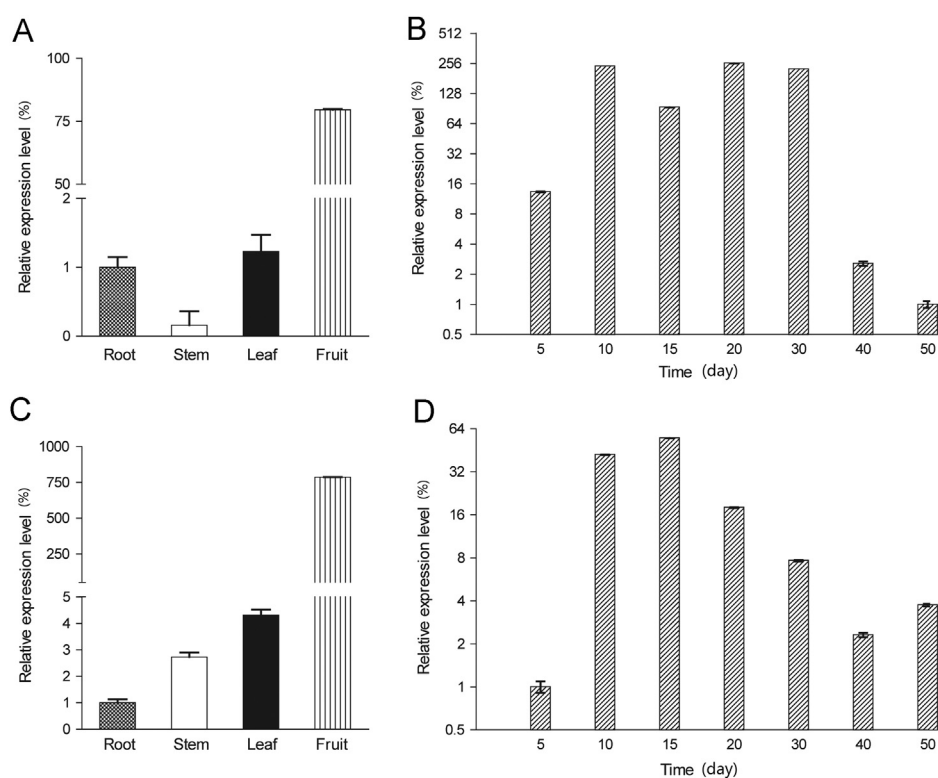 A
Relative expression level (%)
100
75
50
2
1
0
Root Stem Leaf Fruit
B
Relative expression level (%)
512
256
128
64
32
16
8
4
2
1
0.5
5 10 15 20 30 40 50
Time (day)
C
Relative expression level (%)
1000
750
500
250
5
4
3
2
1
0
Root Stem Leaf Fruit
D
Relative expression level (%)
64
32
16
8
4
2
1
0.5
5 10 15 20 30 40 50
Time (day)